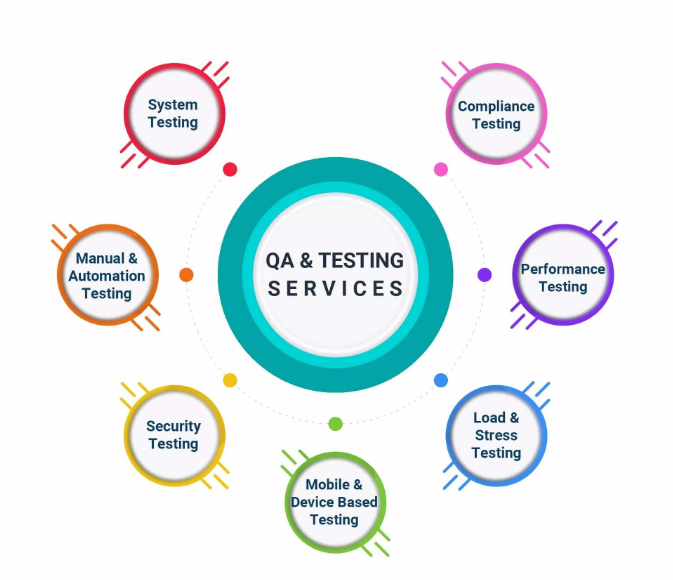 System
Testing
Compliance
Testing
Manual &
Automation
Testing
QA & TESTING
SERVICES
Performance
Testing
Security
Testing
Load &
Stress
Testing
Mobile &
Device Based
Testing